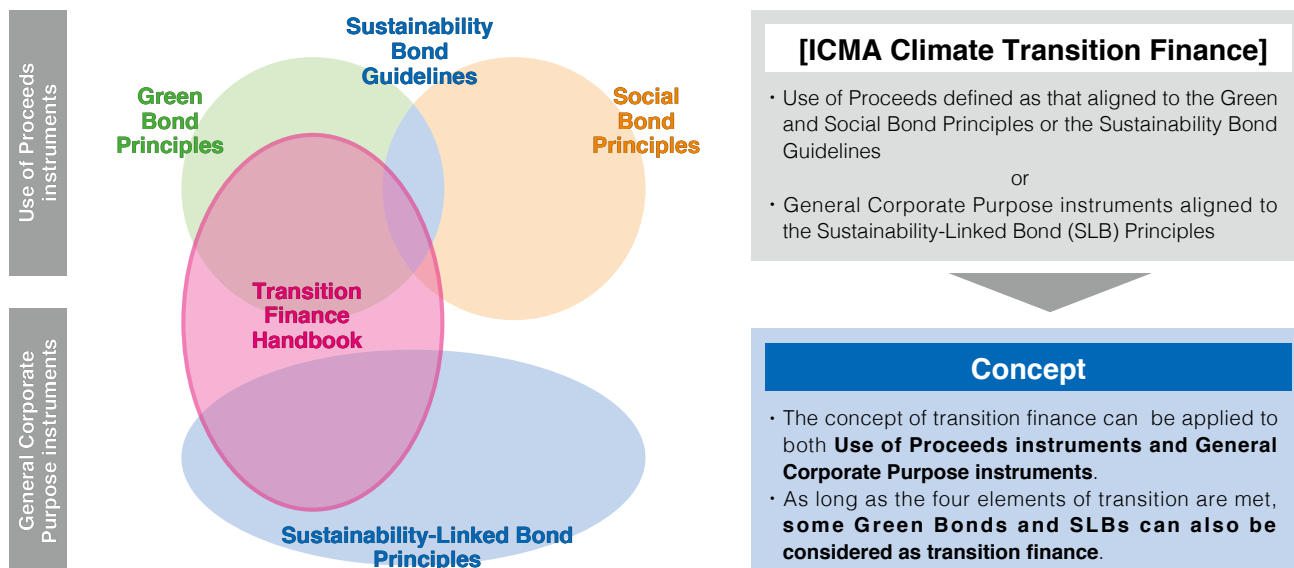 Use of Proceeds
instruments
General Corporate
Purpose instruments
Sustainability
Bond
Guidelines
Green
Bond
Principles
Social
Bond
Principles
Transition
Finance
Handbook
Sustainability-Linked Bond
Principles
[ICMA Climate Transition Finance]
・Use of Proceeds defined as that aligned to the Green
and Social Bond Principles or the Sustainability Bond
Guidelines
or
・General Corporate Purpose instruments aligned to
the Sustainability-Linked Bond (SLB) Principles
Concept
・The concept of transition finance can be applied to
both Use of Proceeds instruments and General
Corporate Purpose instruments.
・As long as the four elements of transition are met,
some Green Bonds and SLBs can also be
considered as transition finance.